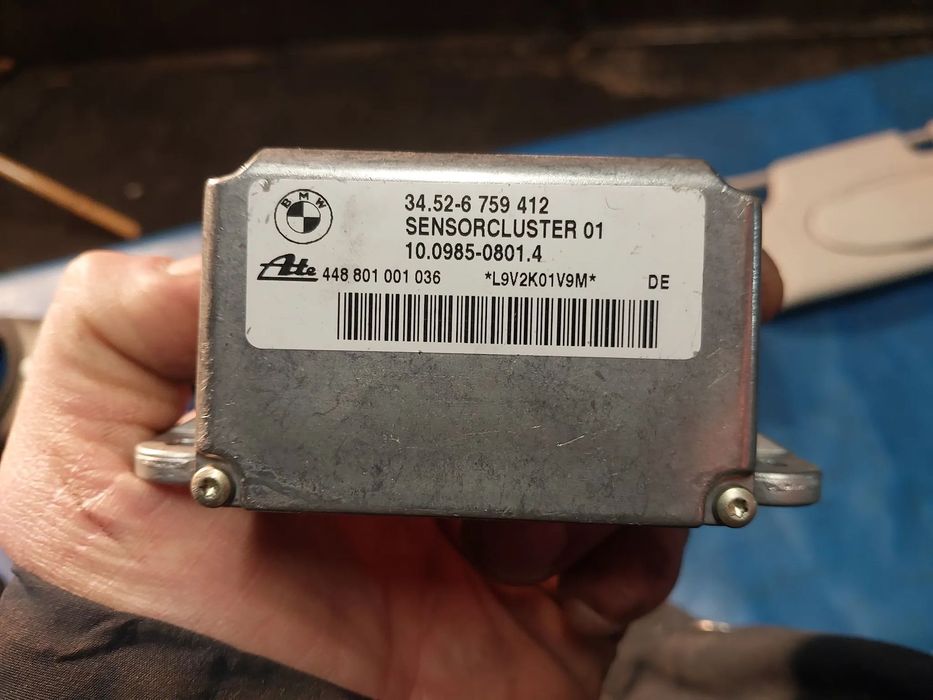 BMW
34.52-6 759 412
SENSORCLUSTER 01
10.0985-0801.4
Ate 448 801 001 036 *L9V2K01V9M* DE